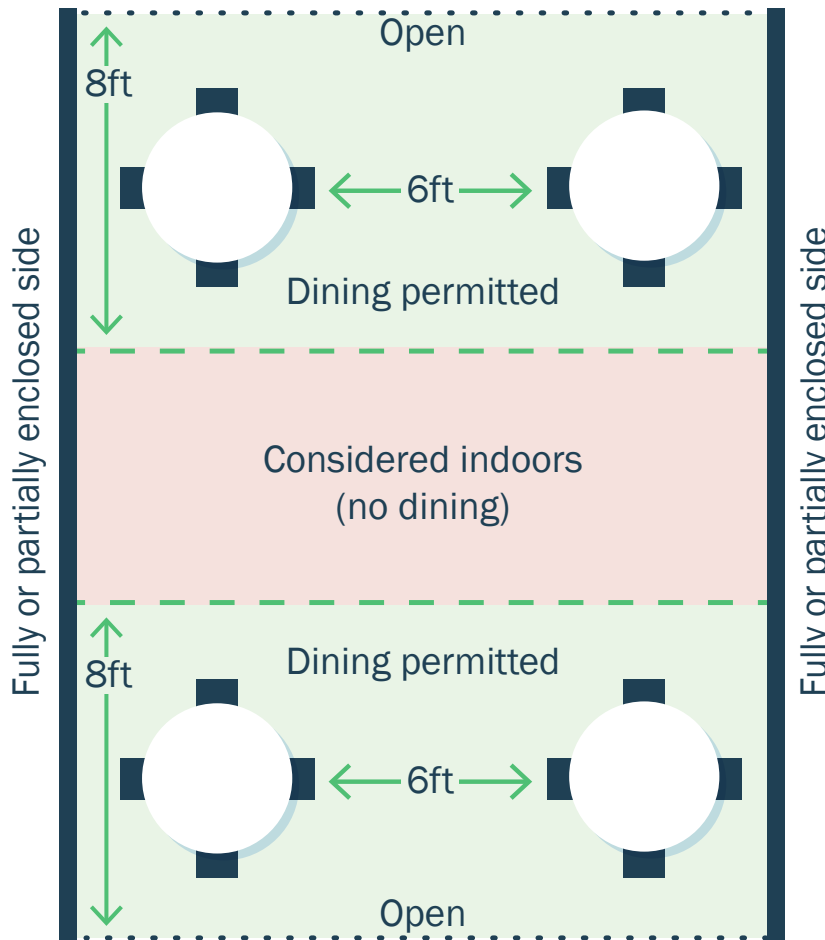 Open
8ft
6ft
Dining permitted
Fully or partially enclosed side
Fully or partially enclosed side
Considered indoors
(no dining)
Dining permitted
8ft
6ft
Open